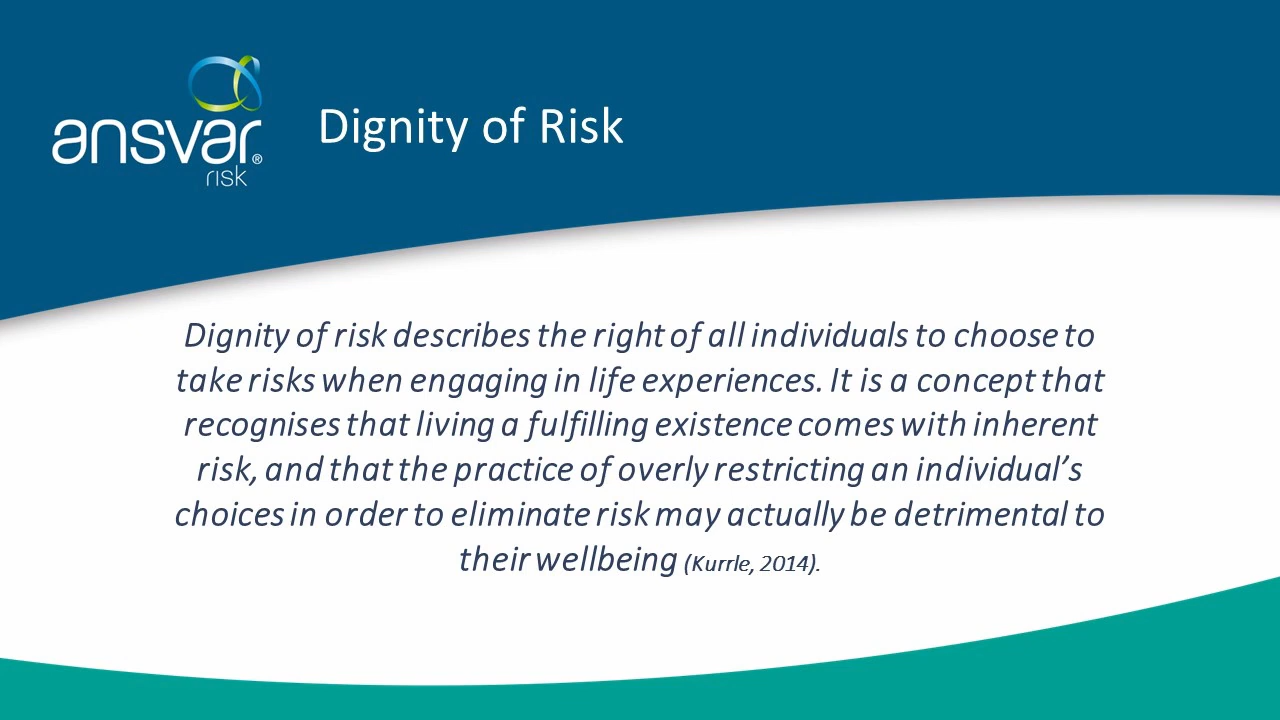 ansvar®
risk
Dignity of Risk
Dignity of risk describes the right of all individuals to choose to
take risks when engaging in life experiences. It is a concept that
recognises that living a fulfilling existence comes with inherent
risk, and that the practice of overly restricting an individual’s
choices in order to eliminate risk may actually be detrimental to
their wellbeing (Kurrle, 2014).